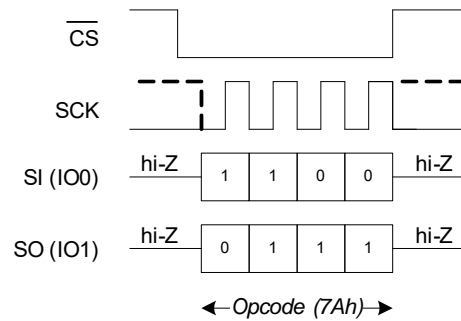 CS
SCK
hi-Z 1 1 0 0 hi-Z
SI (IO0)
hi-Z 0 1 1 1 hi-Z
SO (IO1)
Opcode (7Ah)